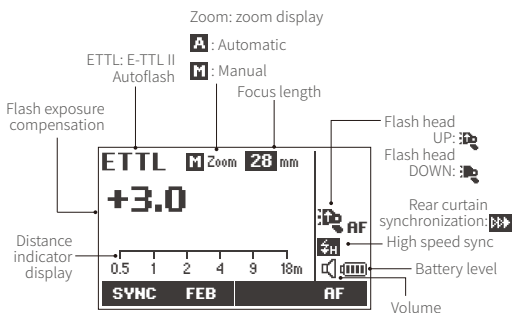 Zoom: zoom display
A : Automatic
M : Manual
ETTL: E-TTL II
Autoflash
Focus length
Flash exposure
compensation
Flash head
UP:
Flash head
DOWN:
Rear curtain
synchronization:
High speed sync
Battery level
Volume
Distance
indicator
display
ETTL M Zoom 28 mm
+3.0
AF
H
0.5 1 2 4 9 18m
SYNC FEB AF